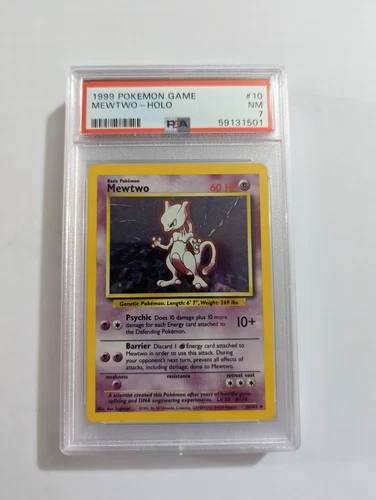 1999 POKEMON GAME #10
MEWTWO - HOLO NM
7
PSA 59131501
Basic Pokémon
Mewtwo 60 HP
Genetic Pokémon. Length: 6' 7", Weight: 269 lbs.
Psychic Does 10 damage plus 10 more
damage for each Energy card attached to
the Defending Pokémon. 10+
Barrier Discard 1 Energy card attached to
Mewtwo in order to use this attack. During
your opponent's next turn, prevent all effects of
attacks, including damage, done to Mewtwo.
weakness resistance retreat cost
A scientist created this Pokémon after years of horrific gene-
splicing and DNA engineering experiments. LV. 53 #150